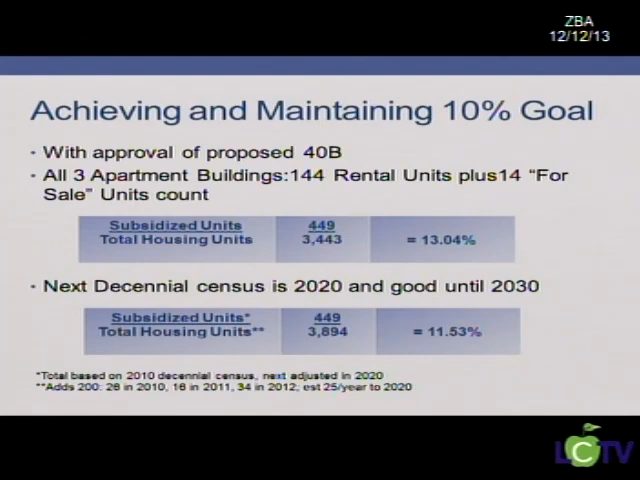 ZBA
12/12/13
Achieving and Maintaining 10% Goal
• With approval of proposed 40B
• All 3 Apartment Buildings:144 Rental Units plus14 “For
Sale” Units count
Subsidized Units 449
Total Housing Units 3,443 = 13.04%
• Next Decennial census is 2020 and good until 2030
Subsidized Units* 449
Total Housing Units** 3,894 = 11.53%
*Total based on 2010 decennial census, next adjusted in 2020
**Adds 200: 26 in 2010, 16 in 2011, 34 in 2012; est 25/year to 2020
LCTV